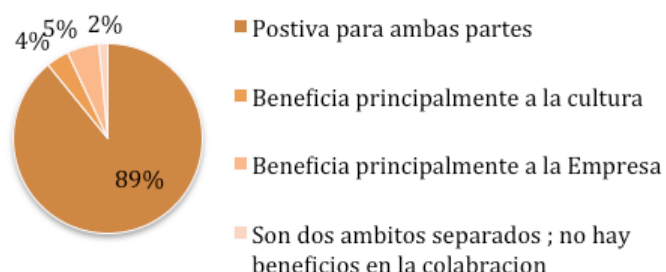 4%
5%
2%
89%
Postiva para ambas partes
Beneficia principalmente a la cultura
Beneficia principalmente a la Empresa
Son dos ambitos separados ; no hay
beneficios en la colabracion